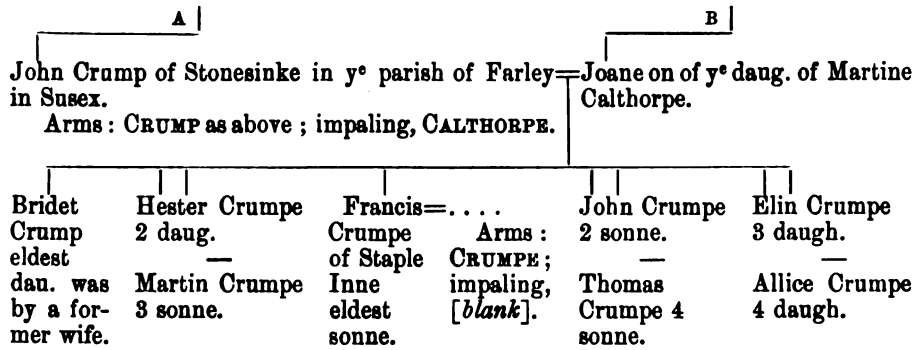 A
B
John Crump of Stonesinke in yᵉ parish of Farley=Joane on of yᵉ daug. of Martine
in Susex.
Calthorpe.
Arms : CRUMP as above ; impaling, CALTHORPE.
Bridet
Crump
eldest
dau. was
by a for-
mer wife.
Hester Crumpe
2 daug.
—
Martin Crumpe
3 sonne.
Francis=....
Crumpe
of Staple
Inne
eldest
sonne.
Arms :
CRUMPE ;
impaling,
[blank].
John Crumpe
2 sonne.
—
Thomas
Crumpe 4
sonne.
Elin Crumpe
3 daugh.
—
Allice Crumpe
4 daugh.